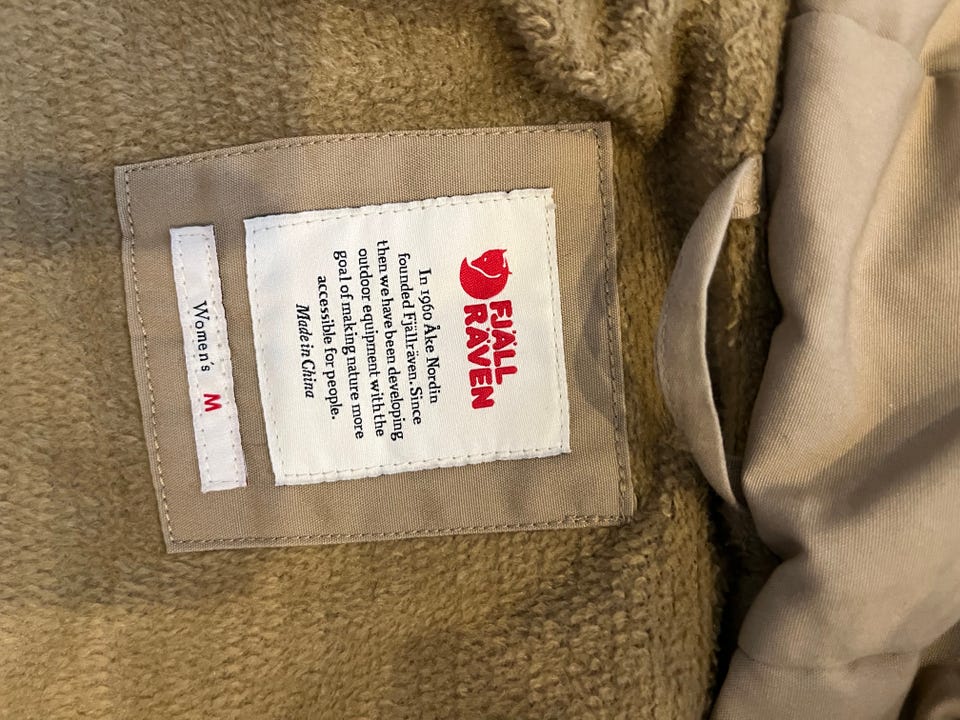 FJÄLL
RÄVEN
In 1960 Åke Nordin
founded Fjällräven. Since
then we have been developing
outdoor equipment with the
goal of making nature more
accessible for people.
Made in China
Women's M